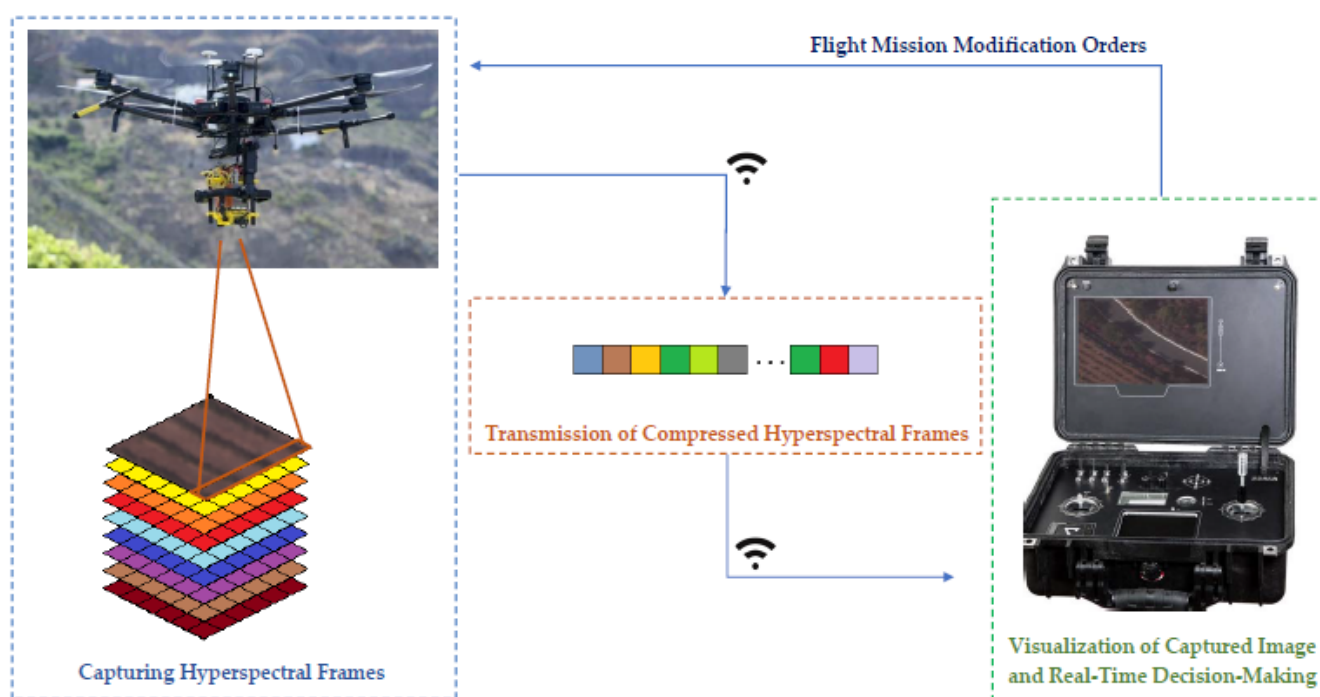 Flight Mission Modification Orders
Transmission of Compressed Hyperspectral Frames
Capturing Hyperspectral Frames
Visualization of Captured Image
and Real-Time Decision-Making